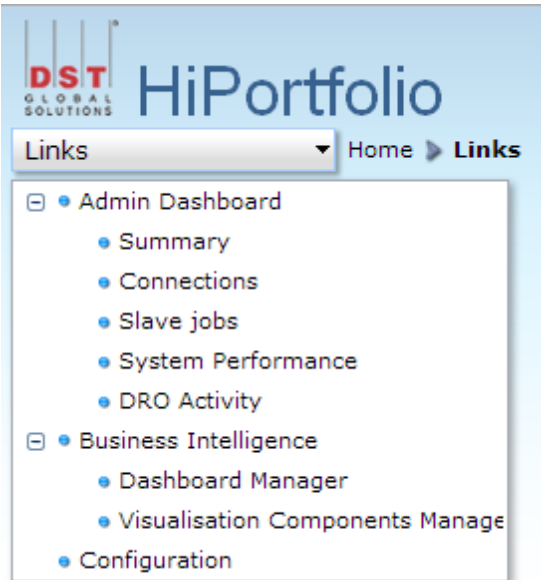 DST
GLOBAL
SOLUTIONS
HiPortfolio
Links
Home Links
Admin Dashboard
Summary
Connections
Slave jobs
System Performance
DRO Activity
Business Intelligence
Dashboard Manager
Visualisation Components Manage
Configuration